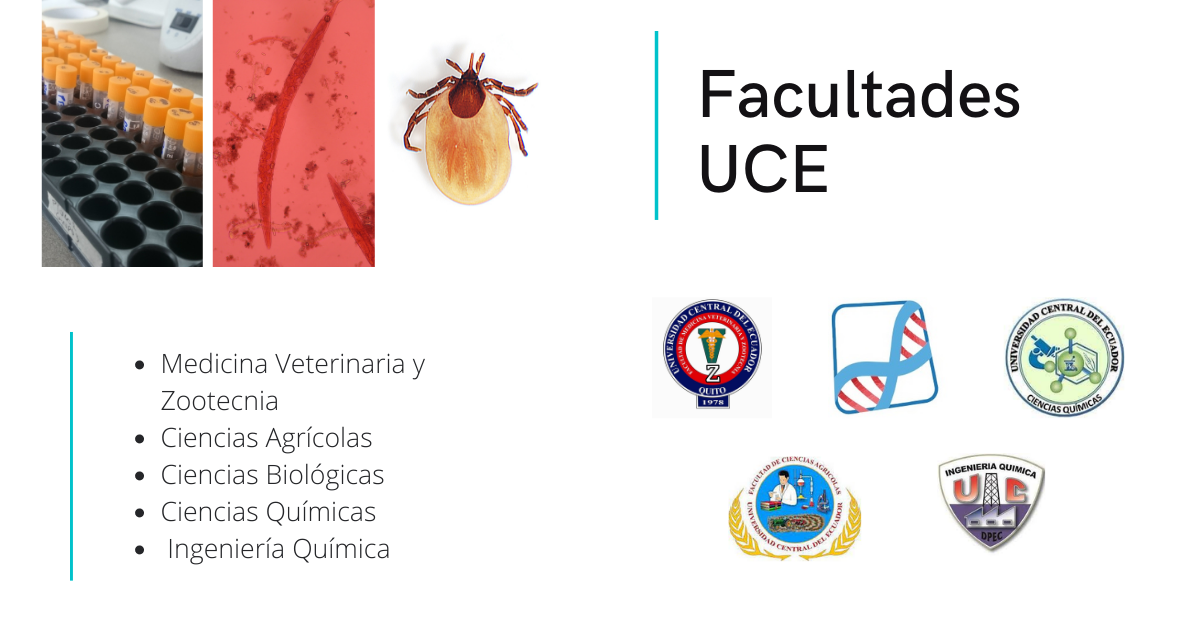 Facultades
UCE
Medicina Veterinaria y
Zootecnia
Ciencias Agrícolas
Ciencias Biológicas
Ciencias Químicas
Ingeniería Química
UNIVERSIDAD CENTRAL DEL ECUADOR
FACULTAD DE MEDICINA VETERINARIA Y ZOOTECNIA
V
Z
QUITO
1978
UNIVERSIDAD CENTRAL DEL ECUADOR
CIENCIAS QUÍMICAS
FACULTAD DE CIENCIAS AGRICOLAS
UNIVERSIDAD CENTRAL DEL ECUADOR
INGENIERIA QUIMICA
U C
DPEC